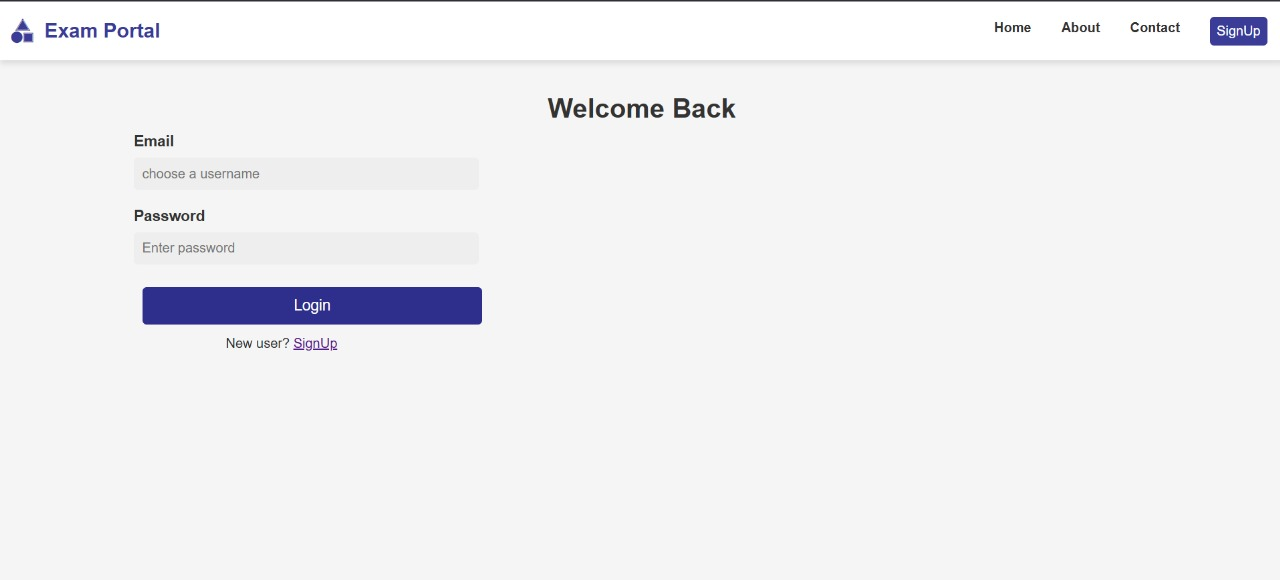 Exam Portal
Home About Contact SignUp
Welcome Back
Email
choose a username
Password
Enter password
Login
New user? SignUp